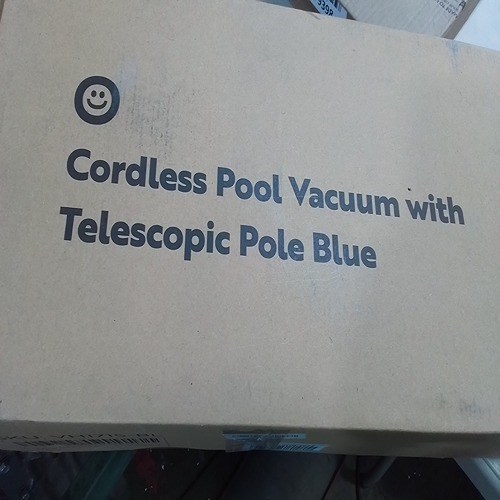 Cordless Pool Vacuum with
Telescopic Pole Blue